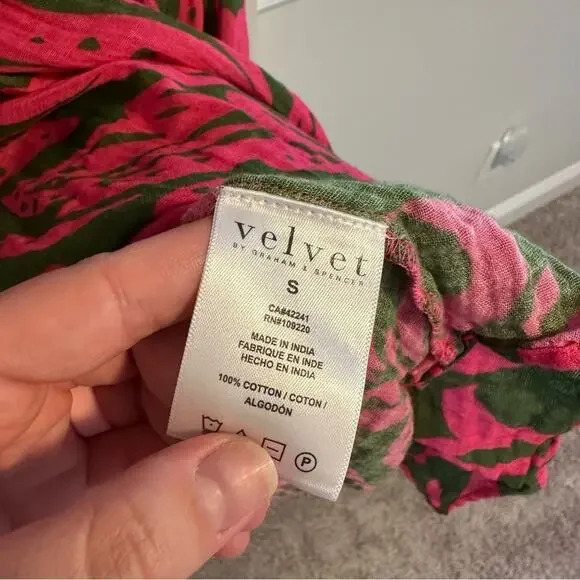 velvet
BY GRAHAM & SPENCER
S
CA#42241
RN#109220
MADE IN INDIA
FABRIQUE EN INDE
HECHO EN INDIA
100% COTTON / COTON /
ALGODÓN
P